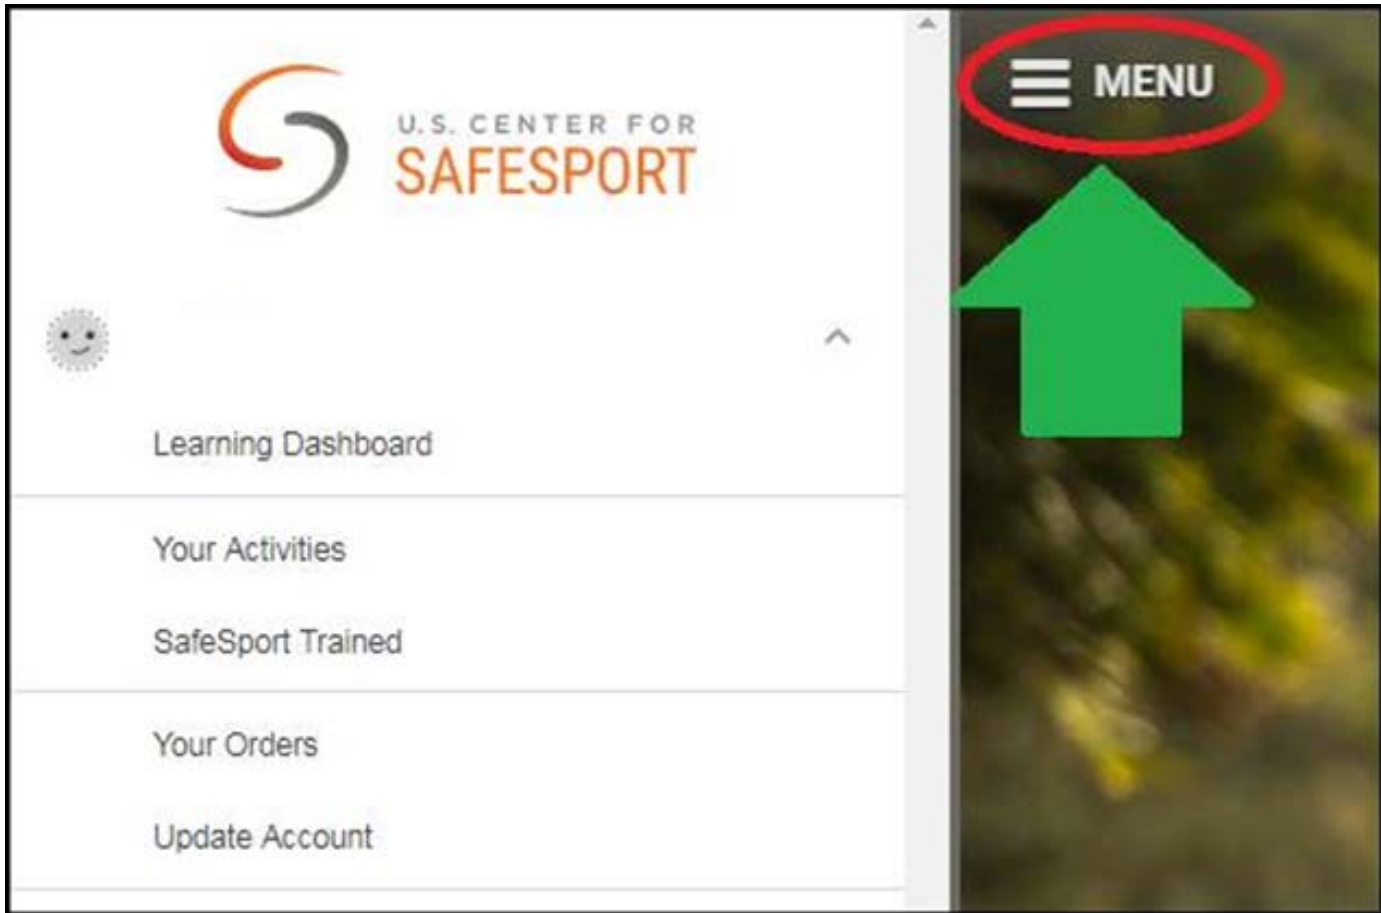 U.S. CENTER FOR
SAFESPORT
MENU
Learning Dashboard
Your Activities
SafeSport Trained
Your Orders
Update Account